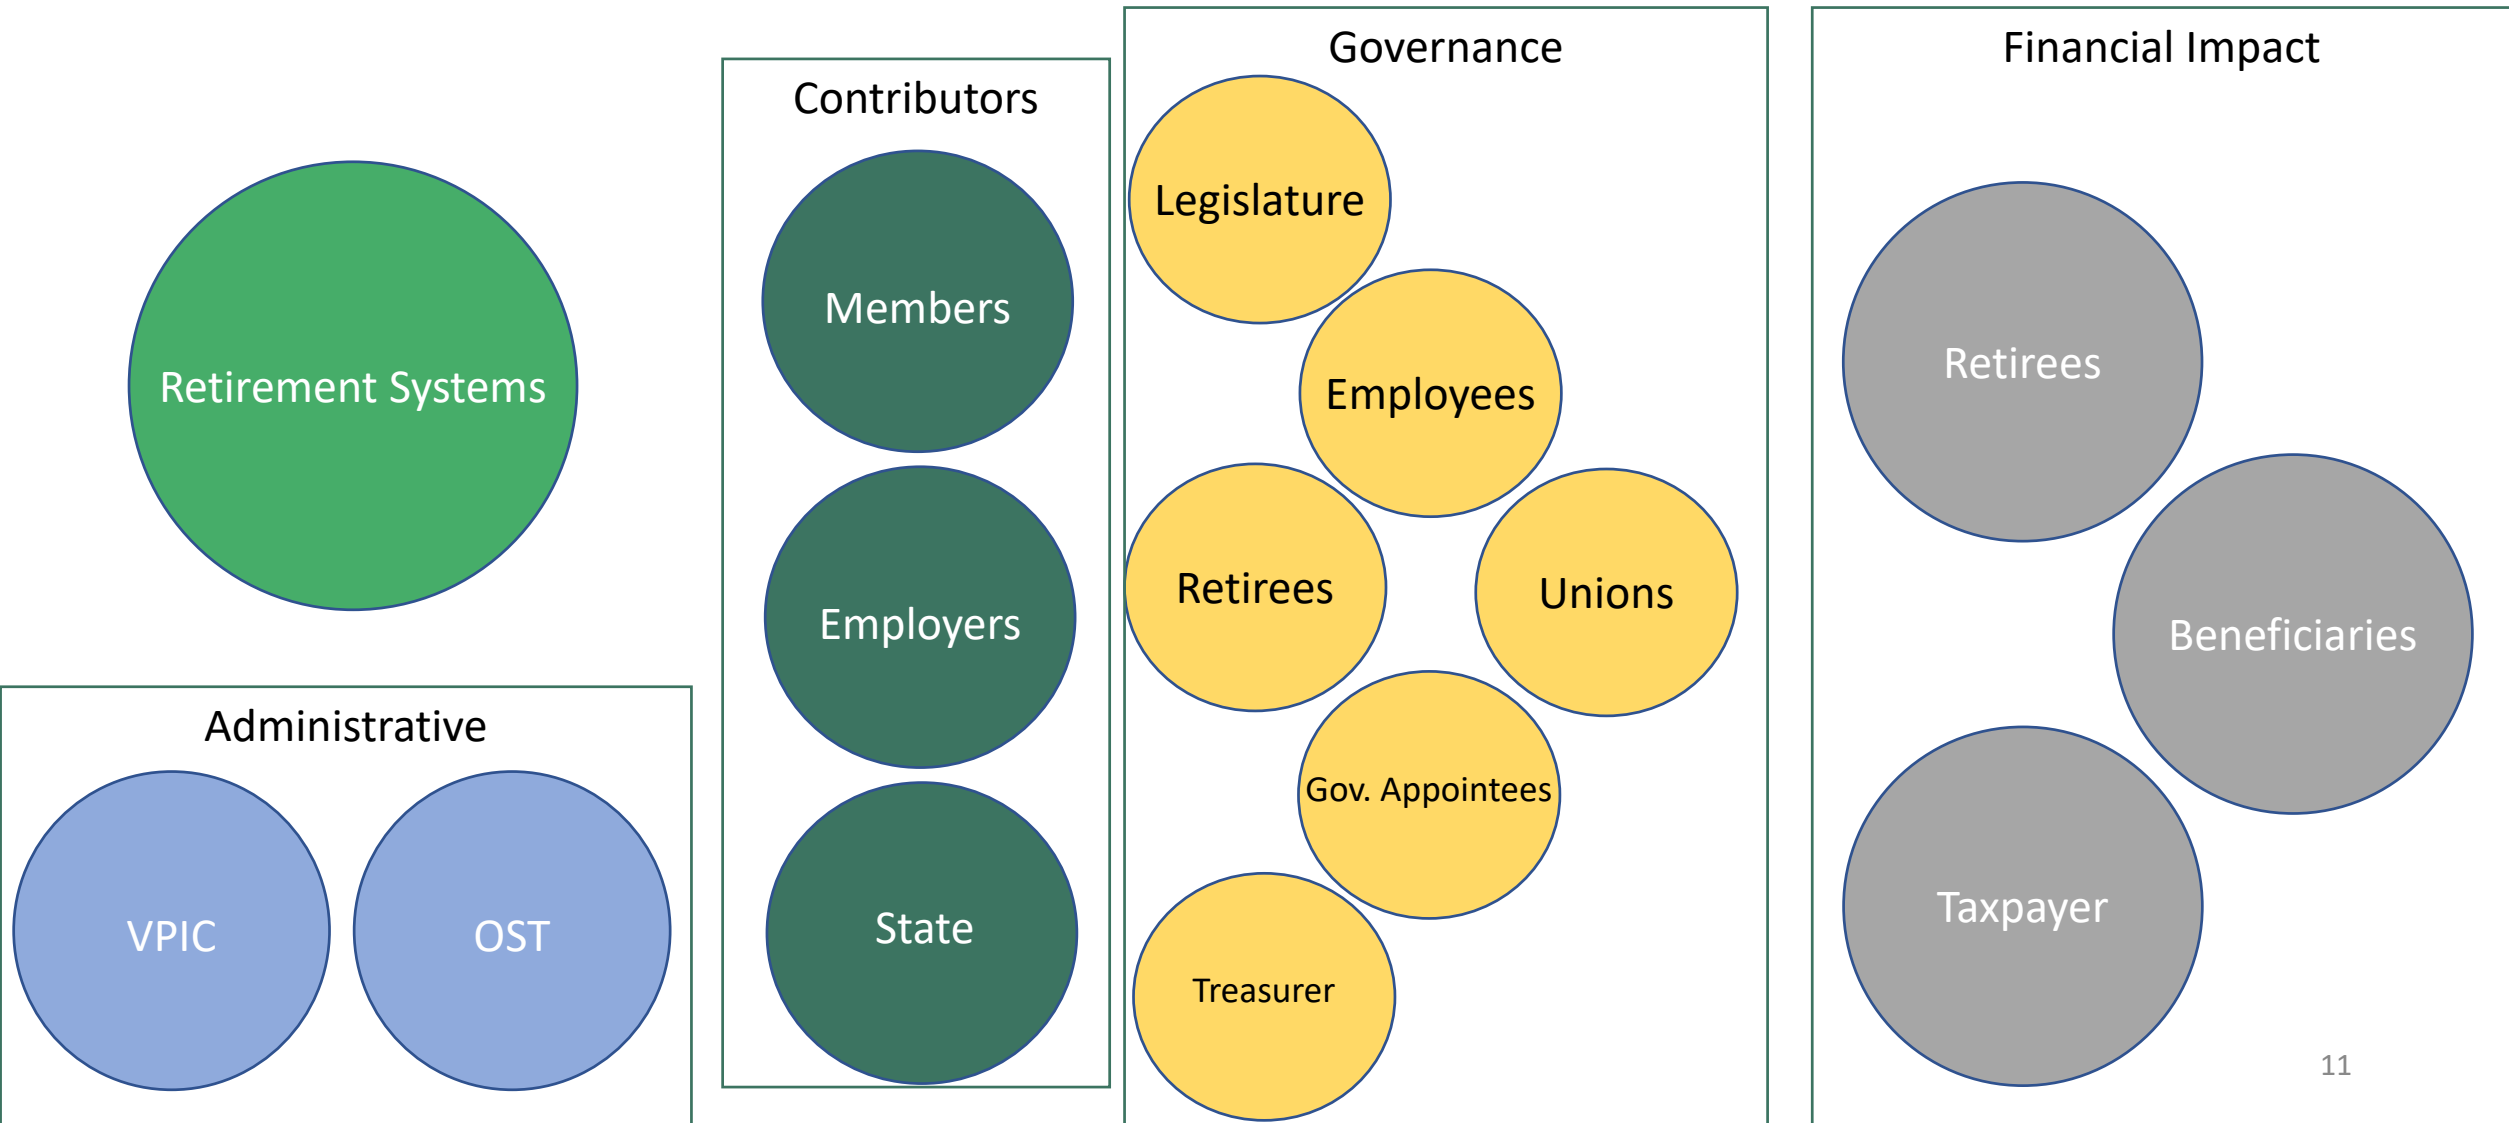 Retirement Systems
Administrative
VPIC
OST
Contributors
Members
Employers
State
Governance
Legislature
Employees
Retirees
Unions
Gov. Appointees
Treasurer
Financial Impact
Retirees
Beneficiaries
Taxpayer
11